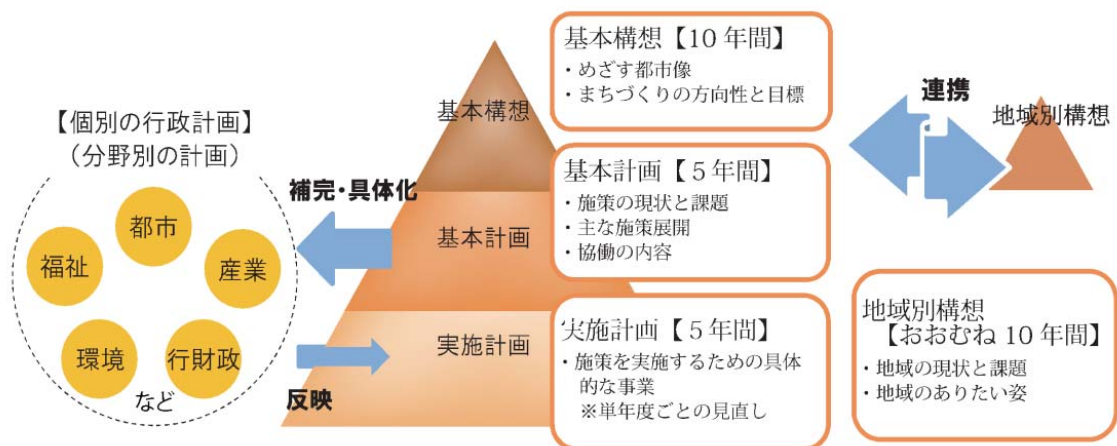 【個別の行政計画】
(分野別の計画)
都市
福祉
産業
環境
行財政
など
補完・具体化
反映
基本構想
基本計画
実施計画
基本構想【10 年間】
・めざす都市像
・まちづくりの方向性と目標
基本計画【5 年間】
・施策の現状と課題
・主な施策展開
・協働の内容
実施計画【5 年間】
・施策を実施するための具体
的な事業
※単年度ごとの見直し
連携
地域別構想
地域別構想
【おおむね 10 年間】
・地域の現状と課題
・地域のありたい姿